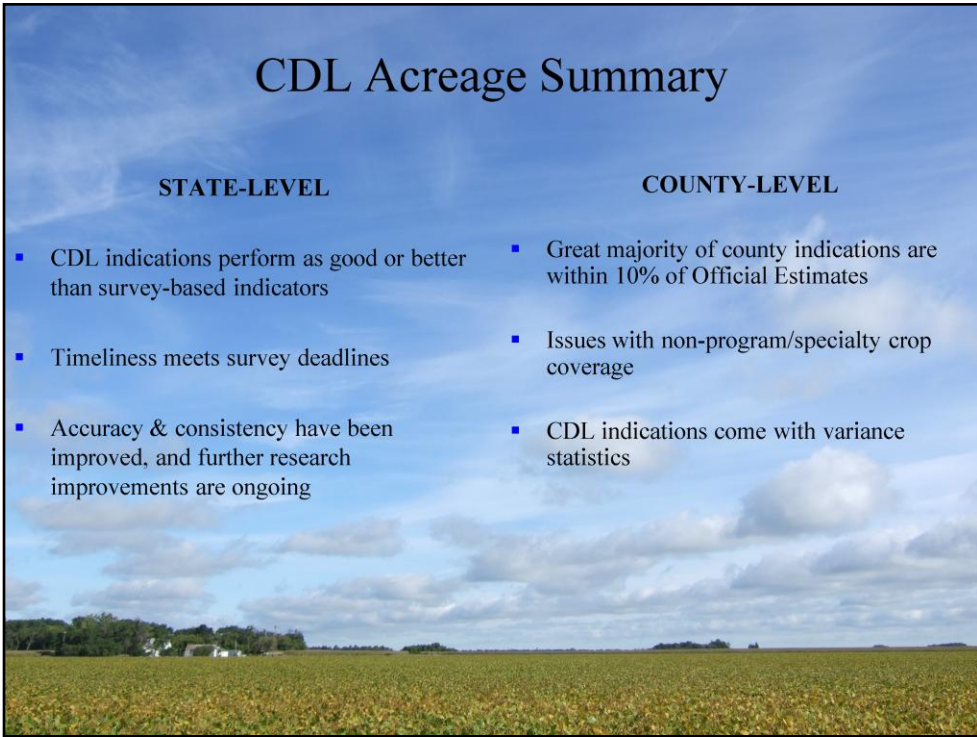 CDL Acreage Summary
STATE-LEVEL
▪ CDL indications perform as good or better
than survey-based indicators
▪ Timeliness meets survey deadlines
▪ Accuracy & consistency have been
improved, and further research
improvements are ongoing
COUNTY-LEVEL
▪ Great majority of county indications are
within 10% of Official Estimates
▪ Issues with non-program/specialty crop
coverage
▪ CDL indications come with variance
statistics